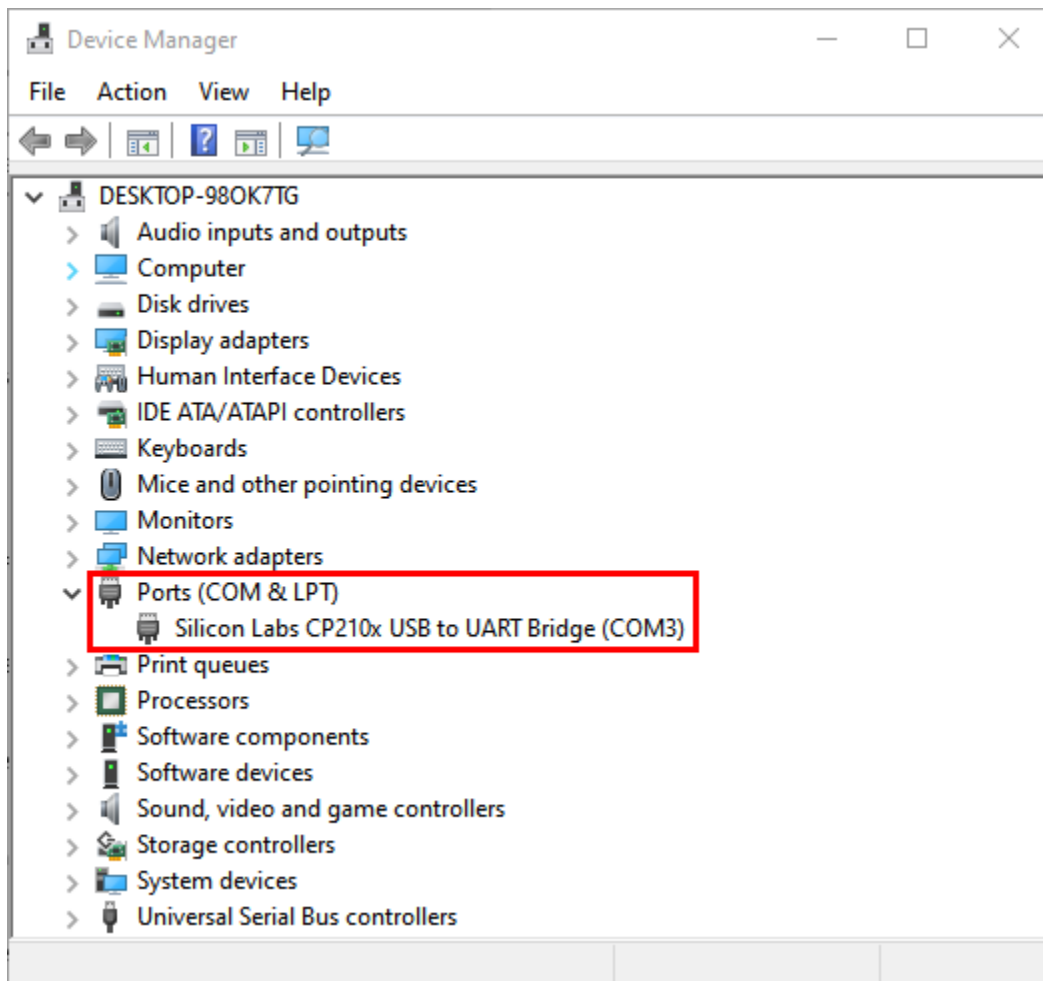 Device Manager
File Action View Help
DESKTOP-98OK7TG
Audio inputs and outputs
Computer
Disk drives
Display adapters
Human Interface Devices
IDE ATA/ATAPI controllers
Keyboards
Mice and other pointing devices
Monitors
Network adapters
Ports (COM & LPT)
Silicon Labs CP210x USB to UART Bridge (COM3)
Print queues
Processors
Software components
Software devices
Sound, video and game controllers
Storage controllers
System devices
Universal Serial Bus controllers